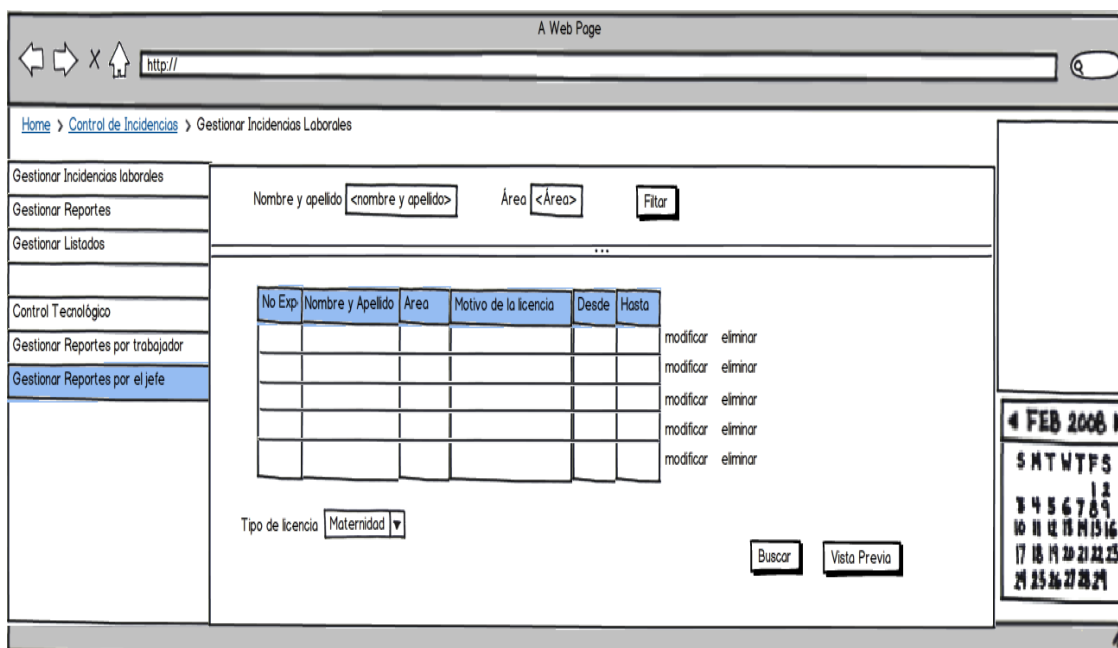 A Web Page
http://
Home > Control de Incidencias > Gestionar Incidencias Laborales
Gestionar Incidencias laborales
Gestionar Reportes
Gestionar Listados
Control Tecnológico
Gestionar Reportes por trabajador
Gestionar Reportes por el jefe
Nombre y apellido <nombre y apellido> Área <Área> Filtar
...
No Exp Nombre y Apellido Area Motivo de la licencia Desde Hasta
modificar eliminar
modificar eliminar
modificar eliminar
modificar eliminar
modificar eliminar
Tipo de licencia Maternidad
Buscar Vista Previa
FEB 2008
S M T W T F S
1 2
3 4 5 6 7 8 9
10 11 12 13 14 15 16
17 18 19 20 21 22 23
24 25 26 27 28 29